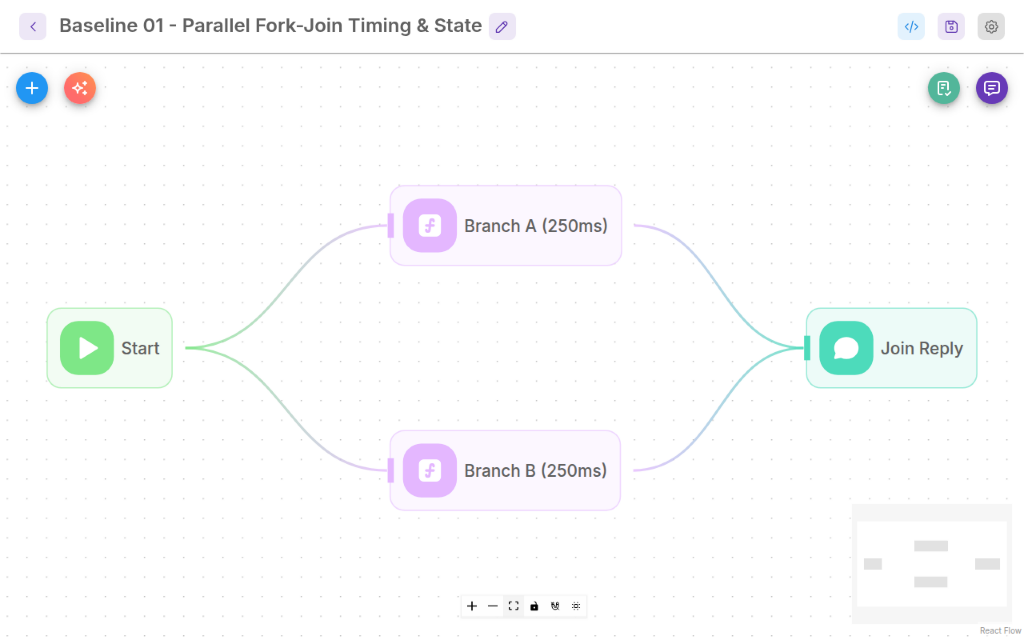 Baseline 01 - Parallel Fork-Join Timing & State
Branch A (250ms)
Start
Join Reply
Branch B (250ms)
React Flow